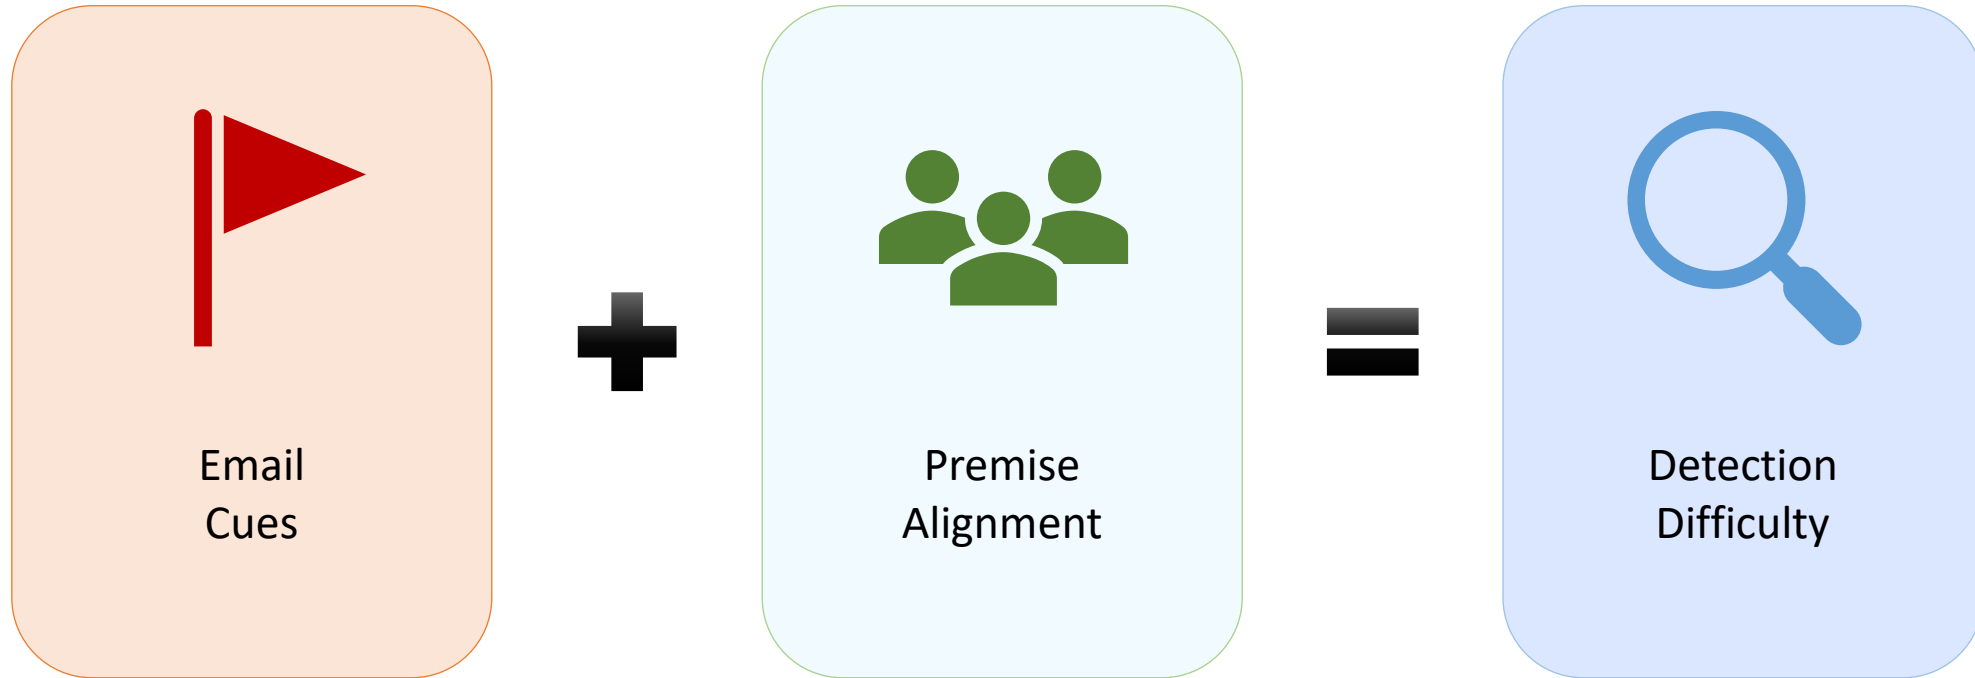 Email
Cues
Premise
Alignment
Detection
Difficulty